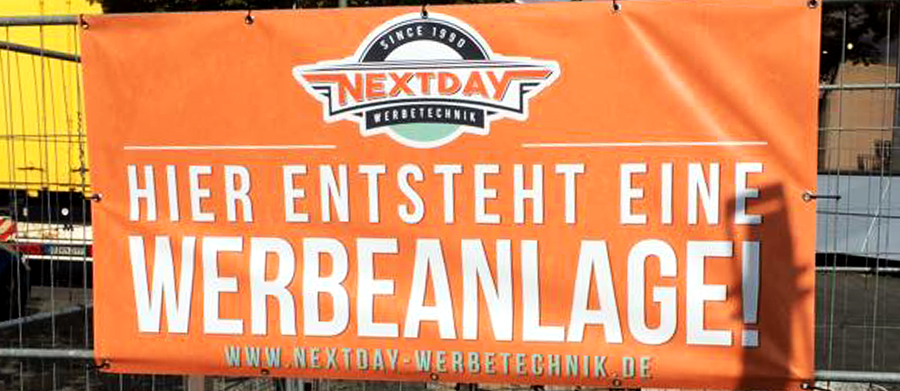 SINCE 1990
NEXTDAY
WERBETECHNIK
HIER ENTSTEHT EINE
WERBEANLAGE!
WWW.NEXTDAY-WERBETECHNIK.DE